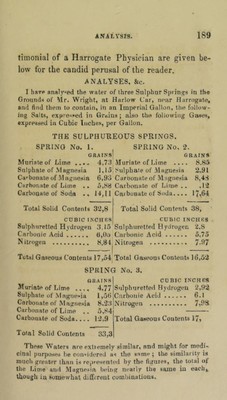 ANALYSIS. 189
timonial of a Harrogate Physician are given be-
low for the candid perusal of the reader.
ANALYSES, &c.
I have analysed the water of three Sulphur Springs in the
Grounds of Mr. Wright, at Harlow Car, near Harrogate,
and find them to contain, in an Imperial Gallon, the follow-
ing Salts, expressed in Grains; also the following Gases,
expressed in Cubic Inches, per Gallon.
THE SULPHUREOUS SPRINGS.
SPRING No. 1. SPRING No. 2.
GRAINS GRAINS
Muriate of Lime .... 4,73 Muriate of Lime .... 8.85
Sulphate of Magnesia 1,15 Sulphate of Magnesia 2.91
Carbonate of Magnesia 6,95 Carbonate of Magnesia 8,48
Carbonate of Lime .. 5,88 Carbonate of Lime .. .12
Carbonate of Soda .. 14,11 Carbonate of Soda.... 17,64
Total Solid Contents 32,8 Total Solid Contents 38,
CUBIC INCHES CUBIC INCHES
Sulphuretted Hydrogen 3.15 Sulphuretted Hydrogen 2.8
Carbonic Acid ...... 6,05 Carbonic Acid ...... 5.75
Nitrogen .......... 8,34 Nitrogen .......... 7.97
Total Gaseous Contents 17,54 Total Gaseous Contents 16,52
SPRING No. 3.
GRAINS CUBIC INCHES
Muriate of Lime .... 4,77 Sulphuretted Hydrogen 2.92
Sulphate of Magnesia 1,56 Carbonic Acid ...... 6.1
Carbonate of Magnesia 8.23 Nitrogen .......... 7,98
Carbonate of Lime .. 5,84
Carbonate of Soda.... 12.9 Total Gaseous Contents 17,
Total Solid Contents 33,3
These Waters are extremely similar, and might for medi-
cinal purposes be considered as the same; the similarity is
much greater than is represented by the figures, the total of
the Lime and Magnesia being nearly the same in each,
though in somewhat different combinations.